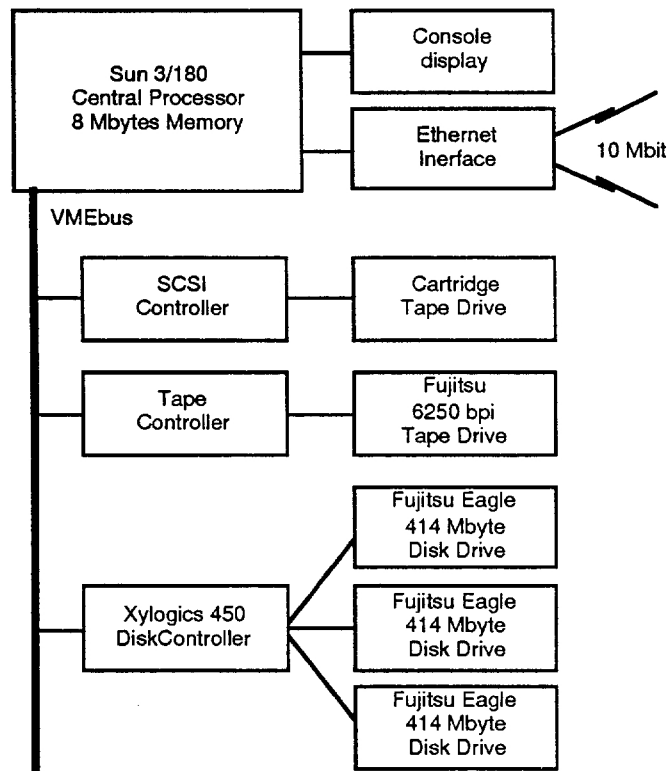 Sun 3/180
Central Processor
8 Mbytes Memory
Console
display
Ethernet
Inerface
10 Mbit
VMEbus
SCSI
Controller
Cartridge
Tape Drive
Tape
Controller
Fujitsu
6250 bpi
Tape Drive
Fujitsu Eagle
414 Mbyte
Disk Drive
Xylogics 450
DiskController
Fujitsu Eagle
414 Mbyte
Disk Drive
Fujitsu Eagle
414 Mbyte
Disk Drive